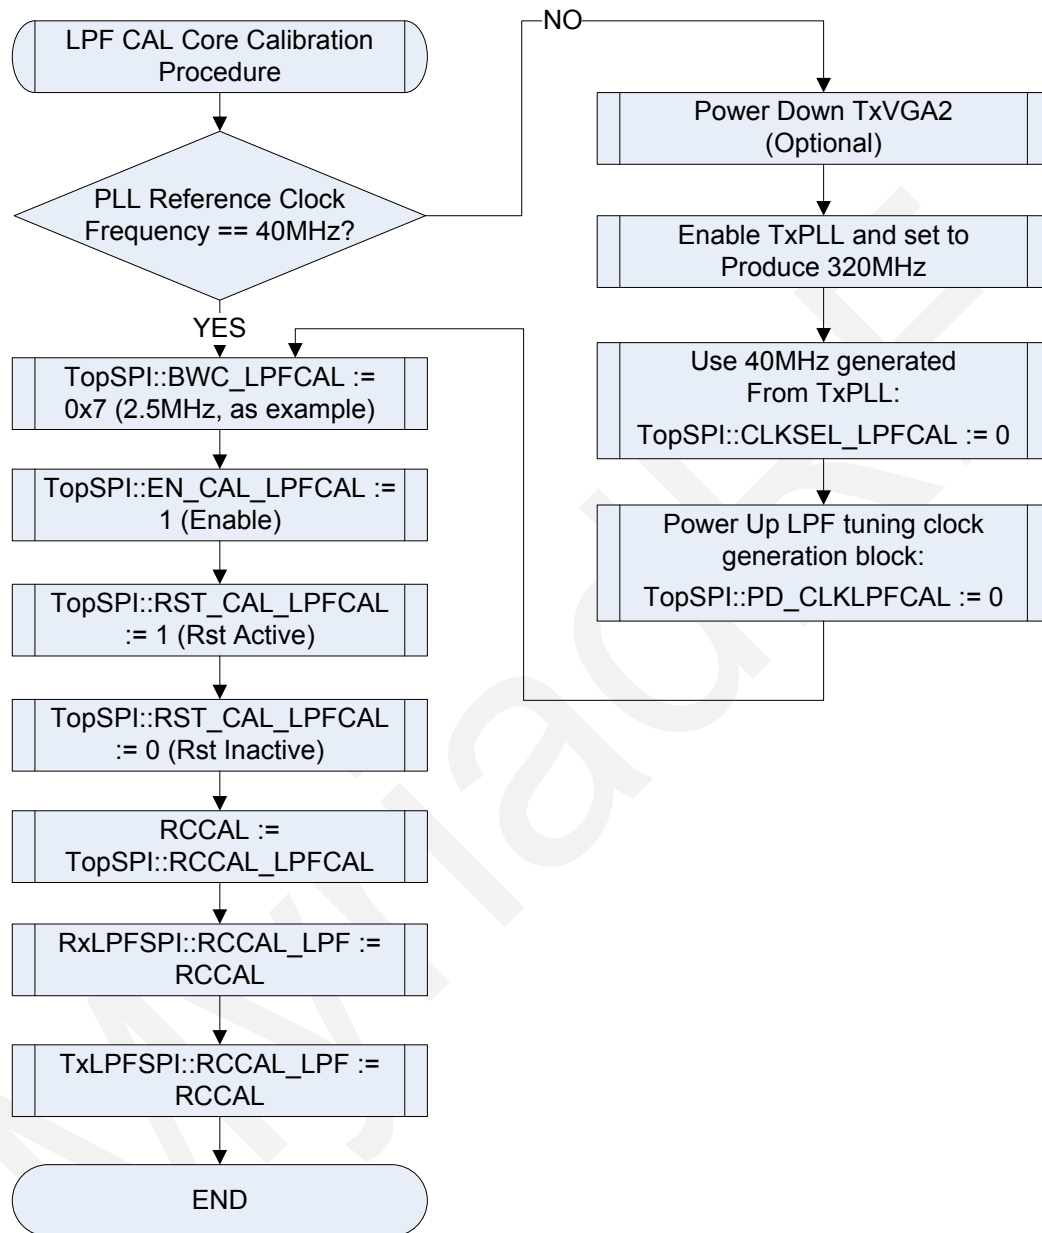 LPF CAL Core Calibration
Procedure
PLL Reference Clock
Frequency == 40MHz?
YES
TopSPI::BWC_LPFCAL :=
0x7 (2.5MHz, as example)
TopSPI::EN_CAL_LPFCAL :=
1 (Enable)
TopSPI::RST_CAL_LPFCAL
:= 1 (Rst Active)
TopSPI::RST_CAL_LPFCAL
:= 0 (Rst Inactive)
RCCAL :=
TopSPI::RCCAL_LPFCAL
RxLPFSPI::RCCAL_LPF :=
RCCAL
TxLPFSPI::RCCAL_LPF :=
RCCAL
END
NO
Power Down TxVGA2
(Optional)
Enable TxPLL and set to
Produce 320MHz
Use 40MHz generated
From TxPLL:
TopSPI::CLKSEL_LPFCAL := 0
Power Up LPF tuning clock
generation block:
TopSPI::PD_CLKLPFCAL := 0
MyriadRF